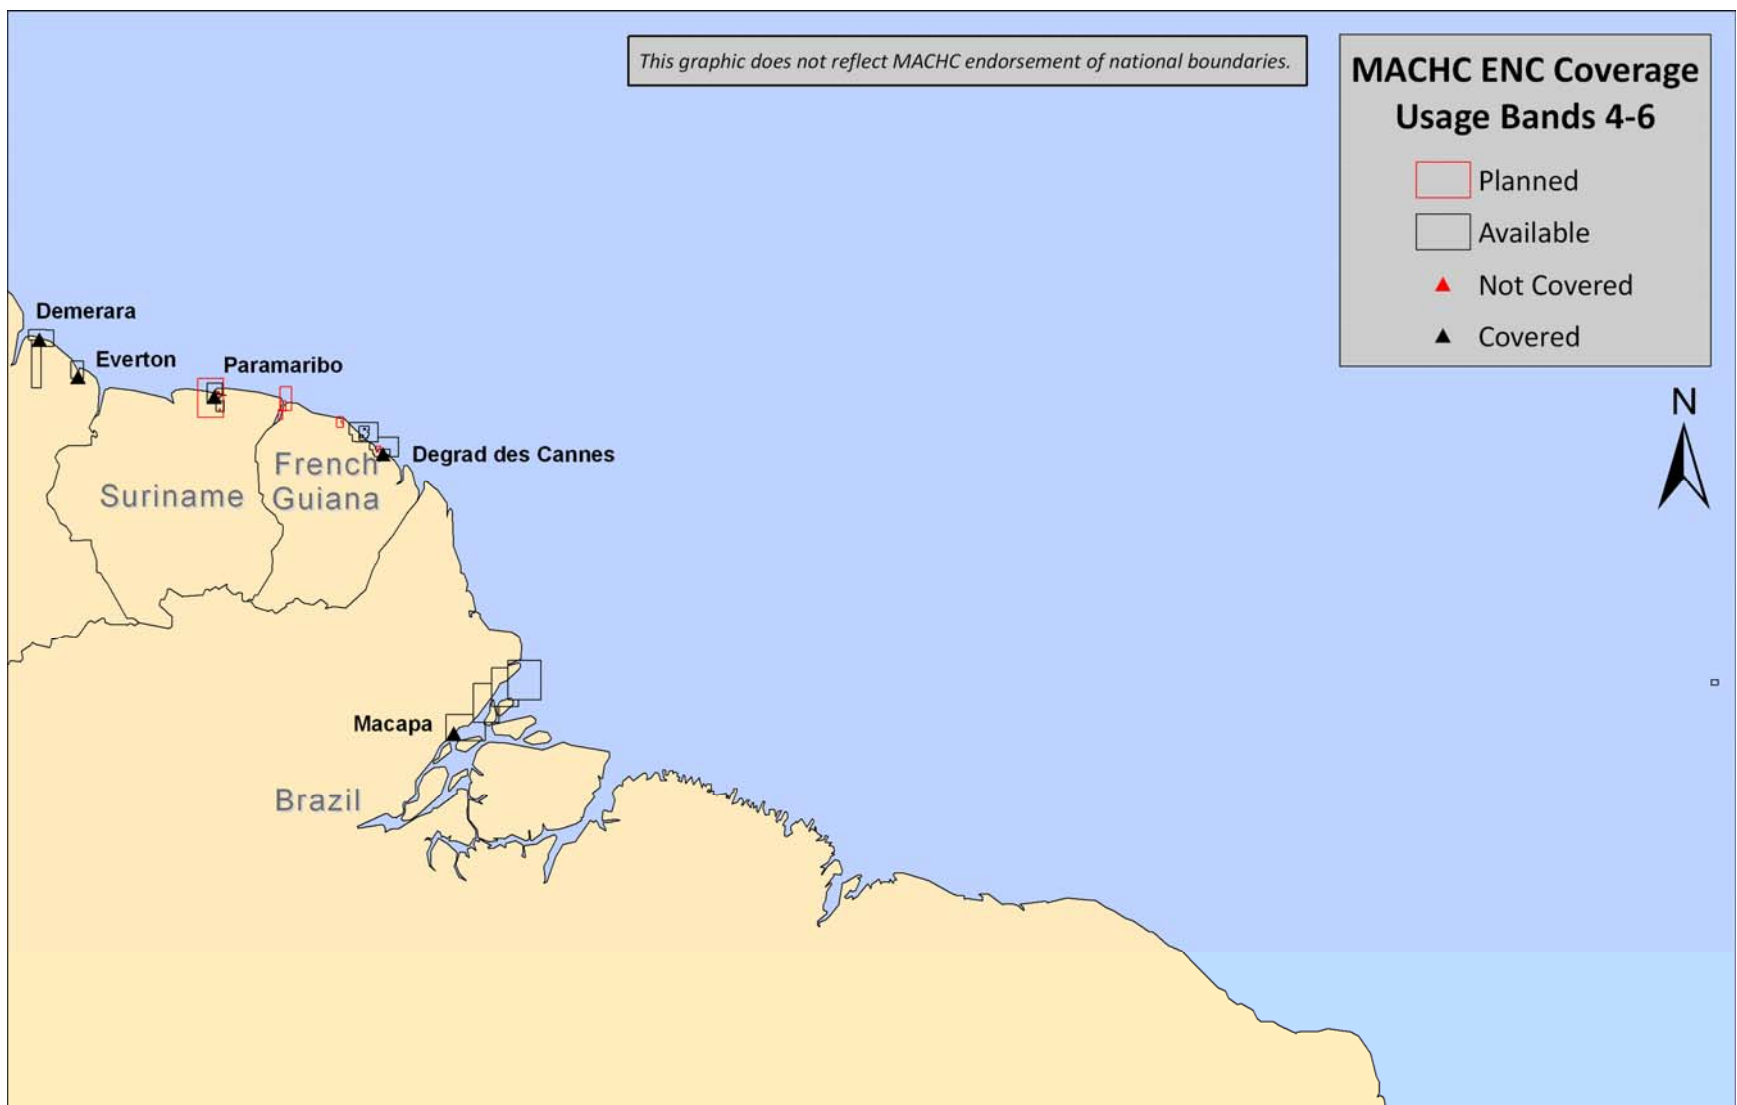 This graphic does not reflect MACHC endorsement of national boundaries.
MACHC ENC Coverage
Usage Bands 4-6
Planned
Available
Not Covered
Covered
N
Demerara
Everton
Paramaribo
Degrad des Cannes
French
Guiana
Suriname
Macapa
Brazil